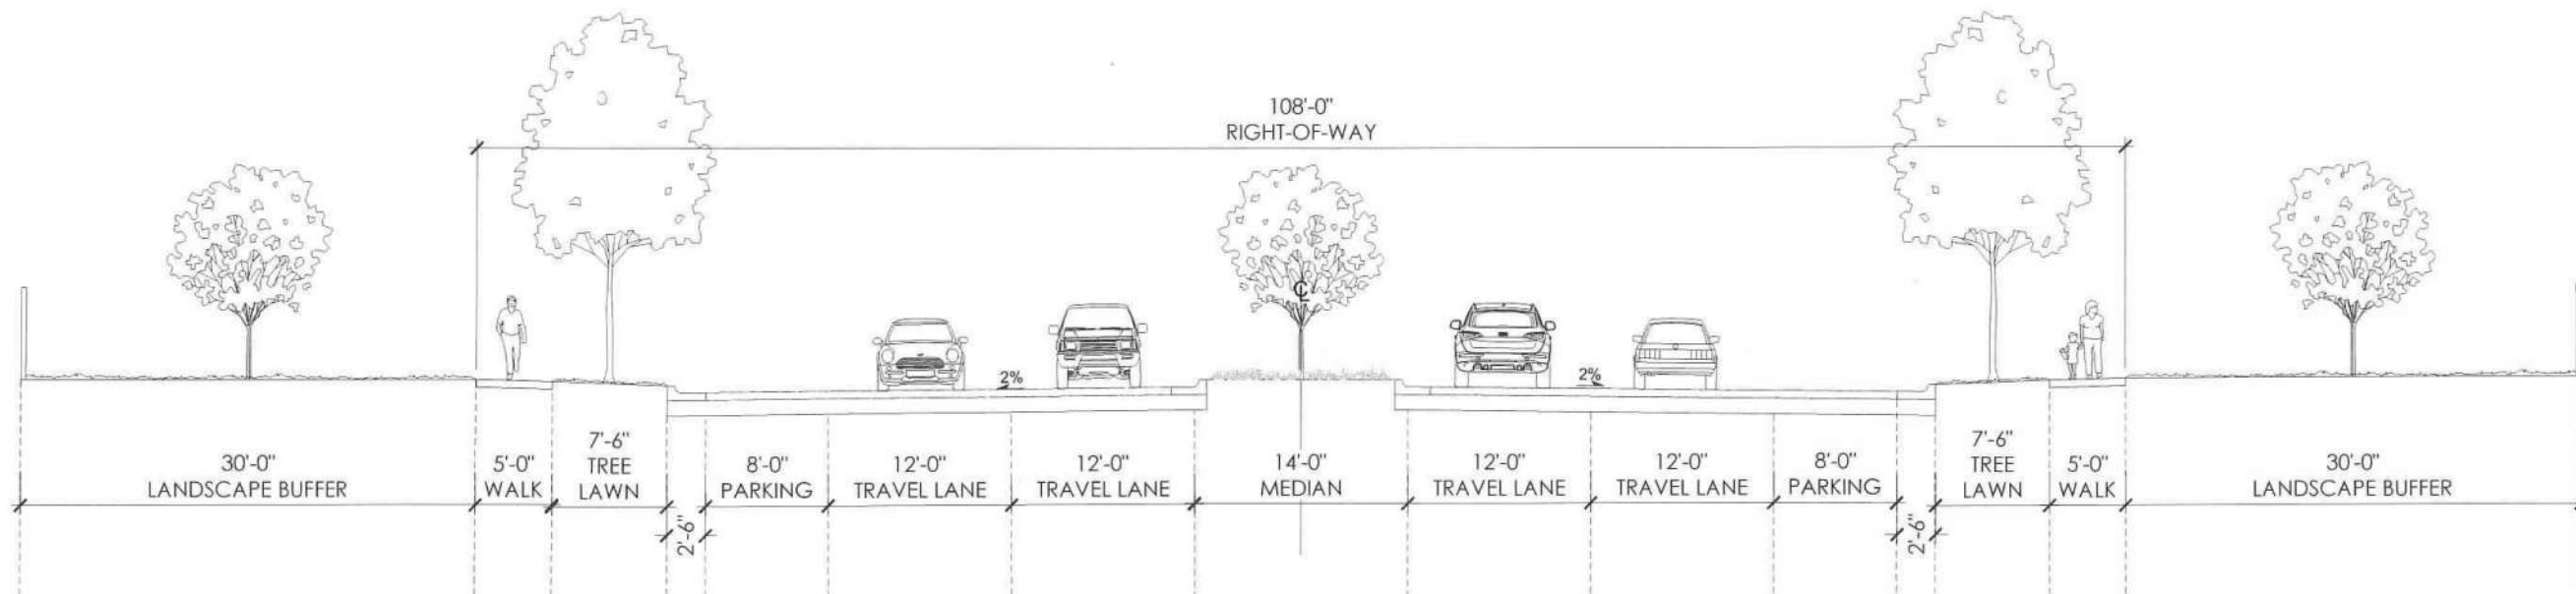 108'-0"
RIGHT-OF-WAY
℄
2%
2%
30'-0"
LANDSCAPE BUFFER
5'-0"
WALK
7'-6"
TREE
LAWN
2'-6"
8'-0"
PARKING
12'-0"
TRAVEL LANE
12'-0"
TRAVEL LANE
14'-0"
MEDIAN
12'-0"
TRAVEL LANE
12'-0"
TRAVEL LANE
8'-0"
PARKING
2'-6"
7'-6"
TREE
LAWN
5'-0"
WALK
30'-0"
LANDSCAPE BUFFER